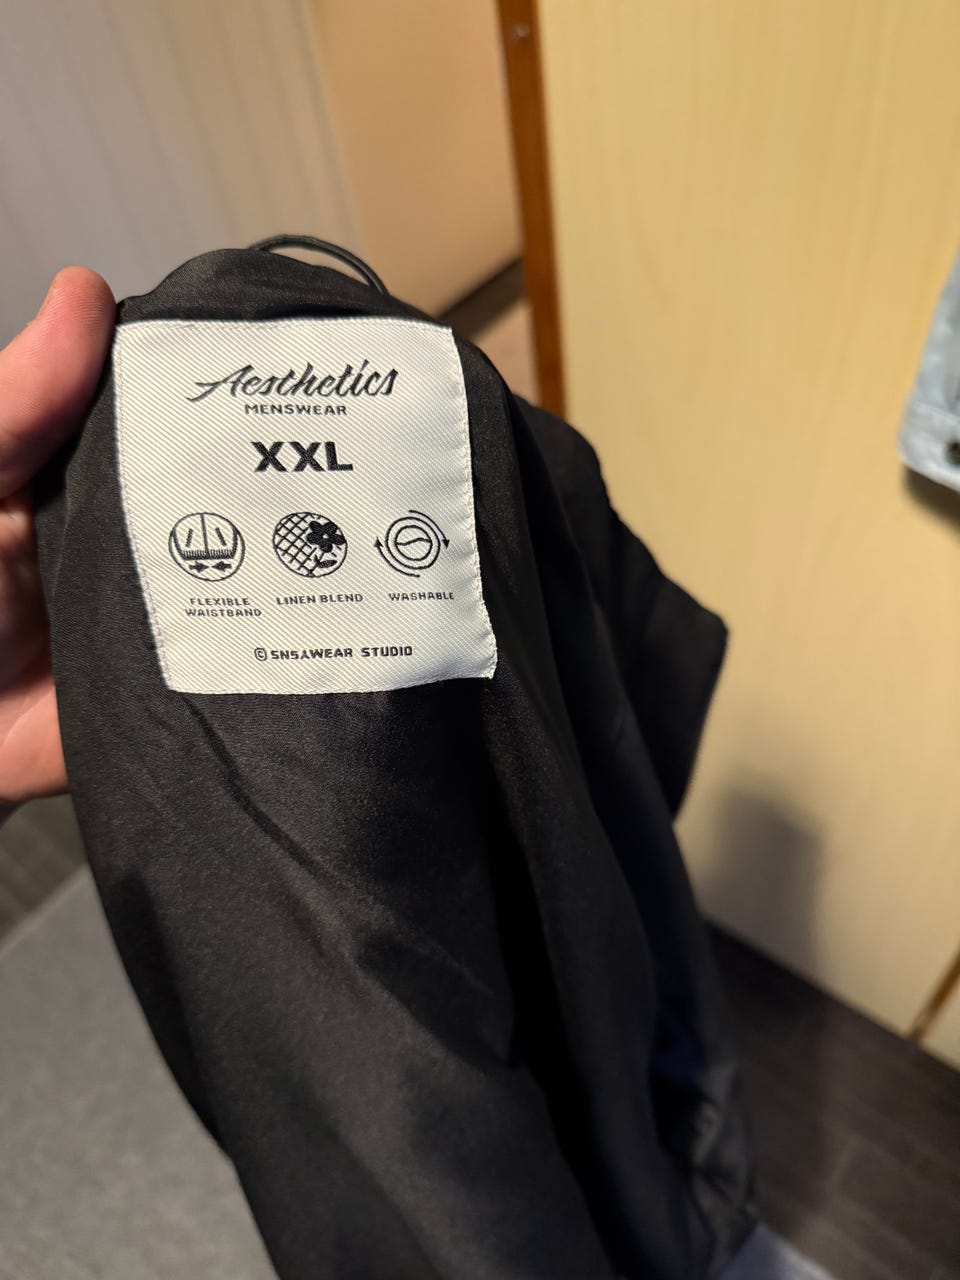 Aesthetics
MENSWEAR
XXL
FLEXIBLE
WAISTBAND
LINEN BLEND
WASHABLE
© SNSAWEAR STUDIO